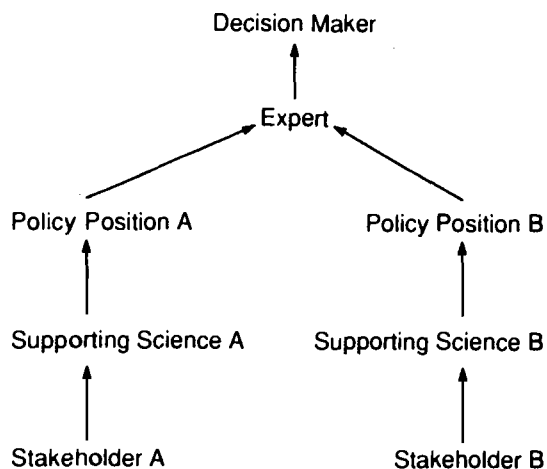 Decision Maker
Expert
Policy Position A
Policy Position B
Supporting Science A
Supporting Science B
Stakeholder A
Stakeholder B